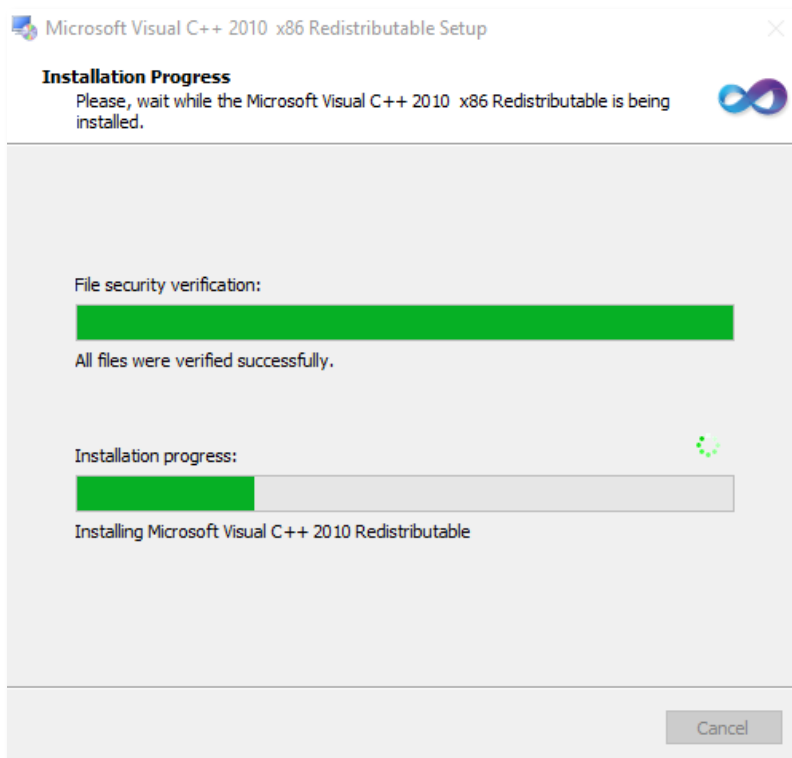 Microsoft Visual C++ 2010  x86 Redistributable Setup
Installation Progress
Please, wait while the Microsoft Visual C++ 2010  x86 Redistributable is being
installed.
File security verification:
All files were verified successfully.
Installation progress:
Installing Microsoft Visual C++ 2010 Redistributable
Cancel